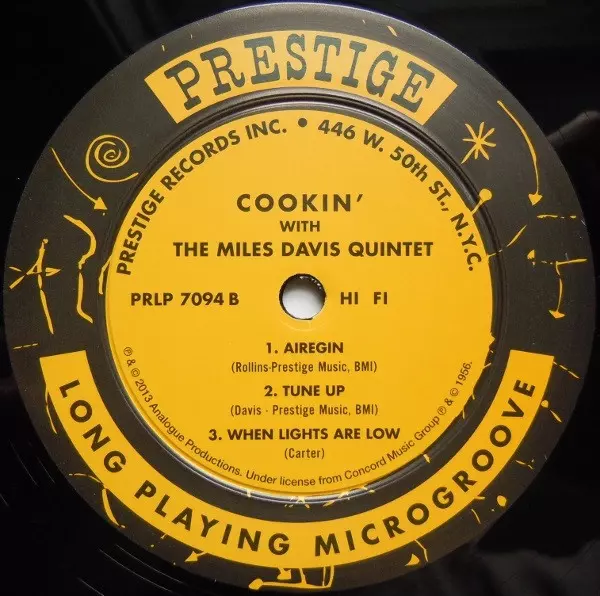 PRESTIGE
PRESTIGE RECORDS INC. • 446 W. 50th ST., N.Y.C.
COOKIN'
WITH
THE MILES DAVIS QUINTET
PRLP 7094 B HI FI
1. AIREGIN
(Rollins-Prestige Music, BMI)
2. TUNE UP
(Davis - Prestige Music, BMI)
3. WHEN LIGHTS ARE LOW
(Carter)
℗ & © 2013 Analogue Productions. Under license from Concord Music Group ℗ & © 1956.
LONG PLAYING MICROGROOVE